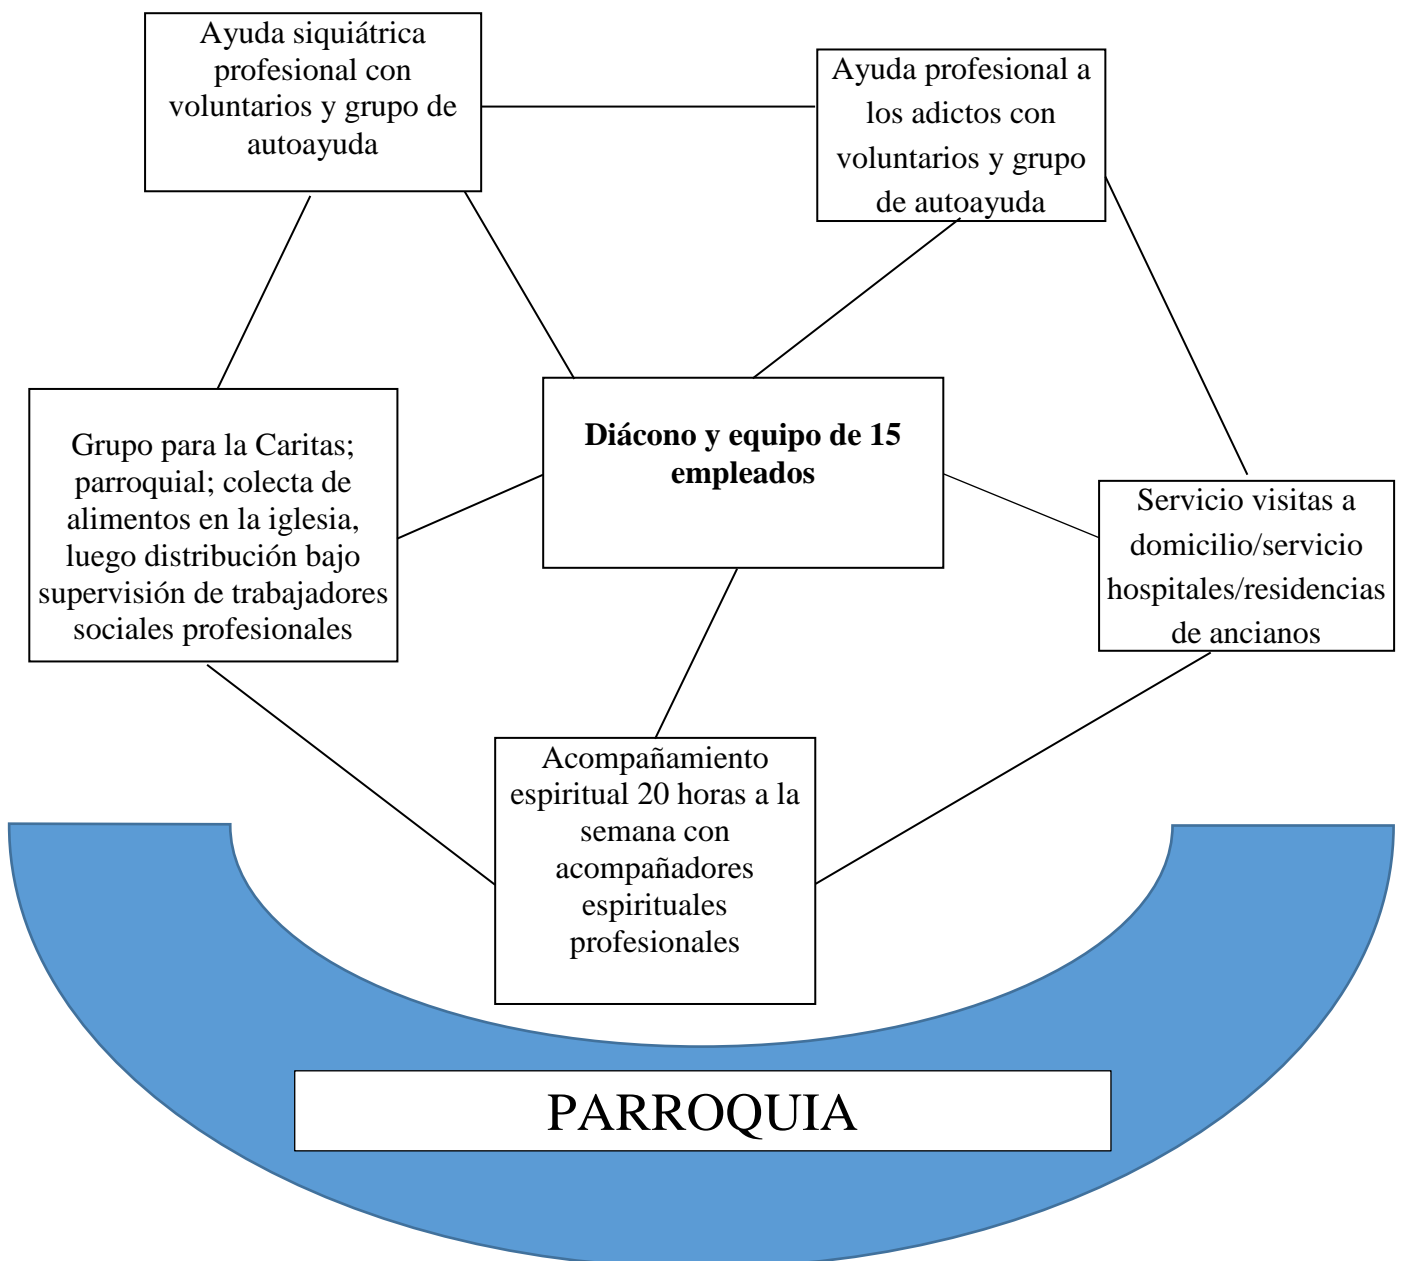 Ayuda siquiátrica
profesional con
voluntarios y grupo de
autoayuda
Ayuda profesional a
los adictos con
voluntarios y grupo
de autoayuda
Grupo para la Caritas;
parroquial; colecta de
alimentos en la iglesia,
luego distribución bajo
supervisión de trabajadores
sociales profesionales
Diácono y equipo de 15
empleados
Servicio visitas a
domicilio/servicio
hospitales/residencias
de ancianos
Acompañamiento
espiritual 20 horas a la
semana con
acompañadores
espirituales
profesionales
PARROQUIA